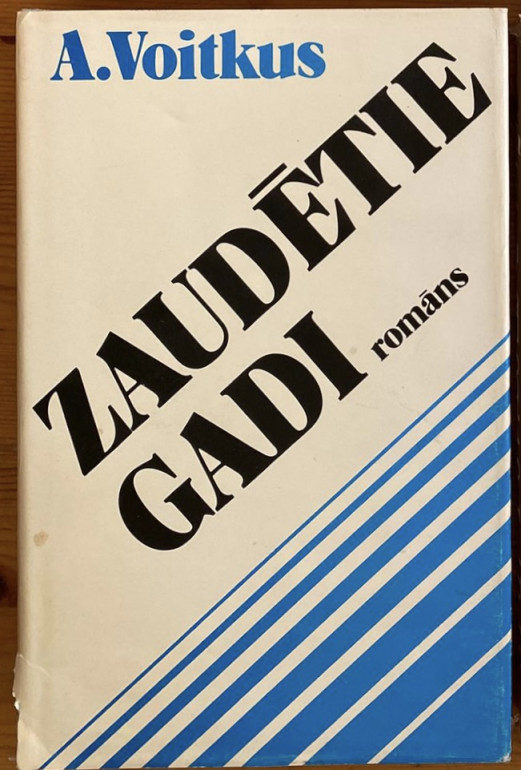 A.Voitkus
ZAUDĒTIE
GADI
romāns